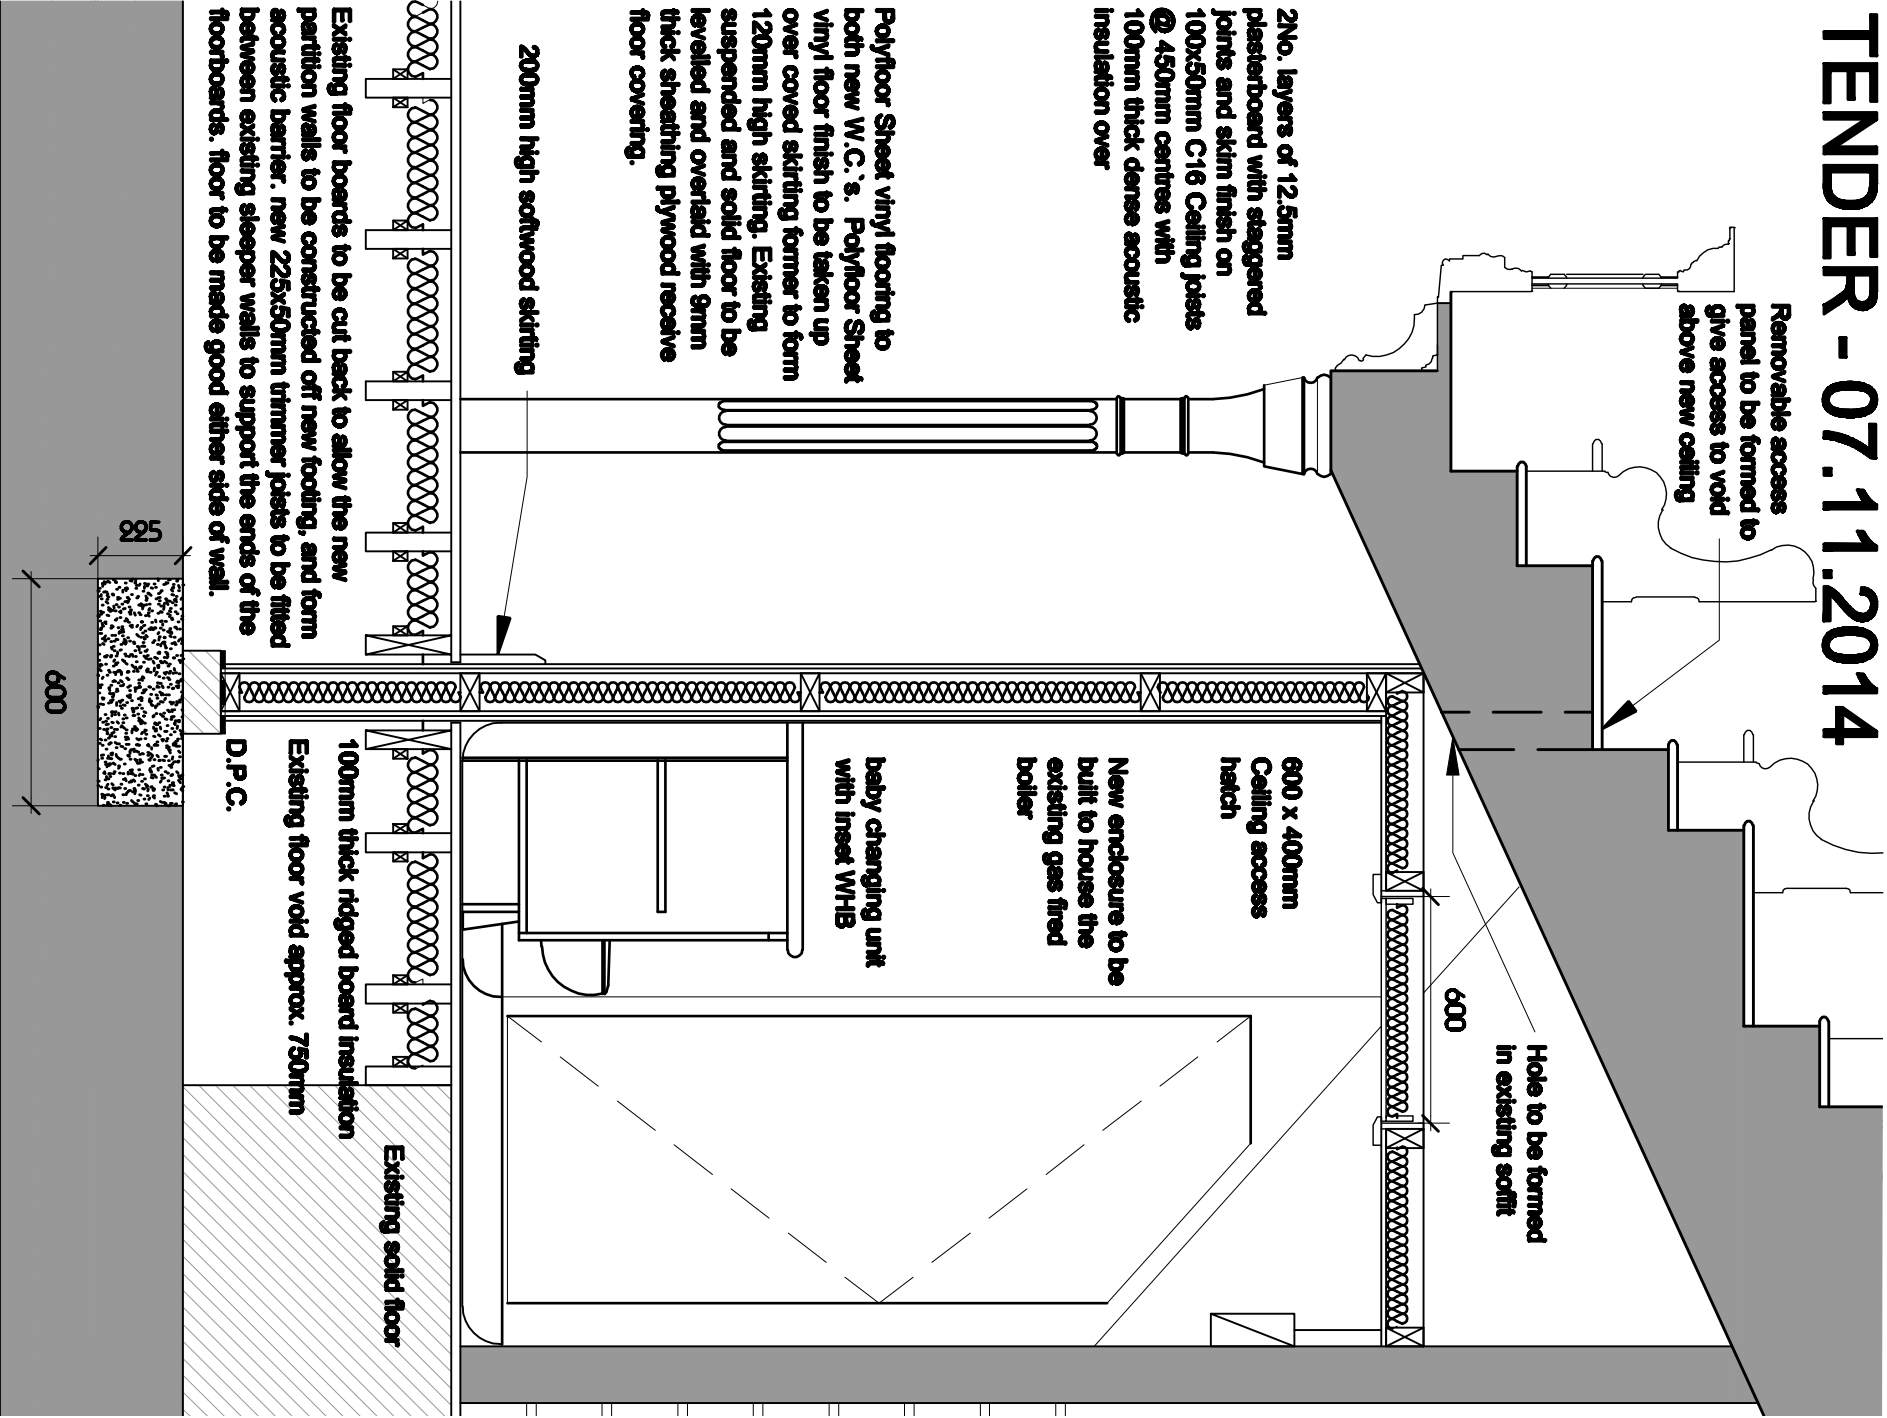 TENDER - 07.11.2014
Removable access
panel to be formed to
give access to void
above new ceiling
2No. layers of 12.5mm
plasterboard with staggered
joints and skim finish on
100x50mm C16 Ceiling joists
@ 450mm centres with
100mm thick dense acoustic
insulation over
Polyfloor Sheet vinyl flooring to
both new W.C.`s. Polyfloor Sheet
vinyl floor finish to be taken up
over coved skirting former to form
120mm high skirting. Existing
suspended and solid floor to be
levelled and overlaid with 9mm
thick sheathing plywood receive
floor covering.
200mm high softwood skirting
Existing floor boards to be cut back to allow the new
partition walls to be constructed off new footing, and form
acoustic barrier. new 225x50mm trimmer joists to be fitted
between existing sleeper walls to support the ends of the
floorboards. floor to be made good either side of wall.
225
600
Hole to be formed
in existing soffit
600
600 x 400mm
Ceiling access
hatch
New enclosure to be
built to house the
existing gas fired
boiler
baby changing unit
with inset WHB
Existing solid floor
100mm thick ridged board insulation
Existing floor void approx. 750mm
D.P.C.